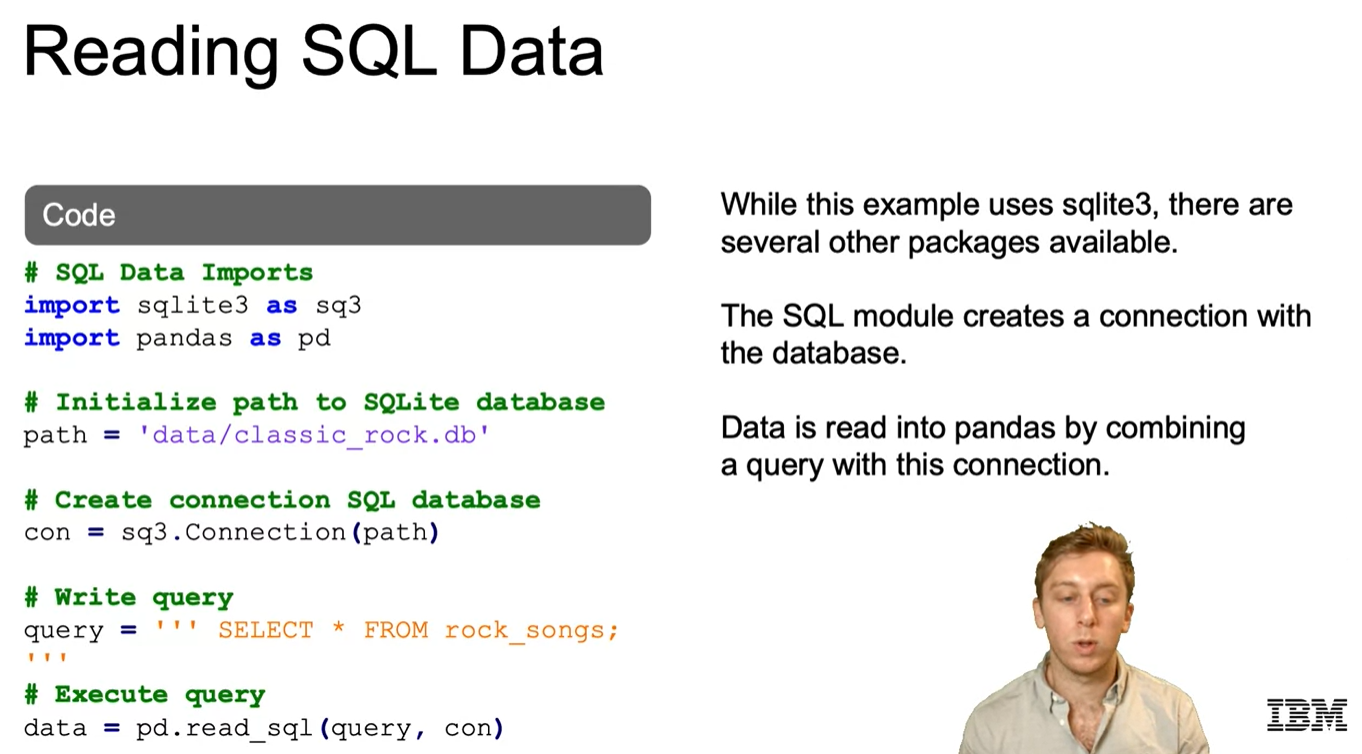 Reading SQL Data
Code
# SQL Data Imports
import sqlite3 as sq3
import pandas as pd
# Initialize path to SQLite database
path = 'data/classic_rock.db'
# Create connection SQL database
con = sq3.Connection(path)
# Write query
query = ''' SELECT * FROM rock_songs;
'''
# Execute query
data = pd.read_sql(query, con)
While this example uses sqlite3, there are
several other packages available.
The SQL module creates a connection with
the database.
Data is read into pandas by combining
a query with this connection.
IBM